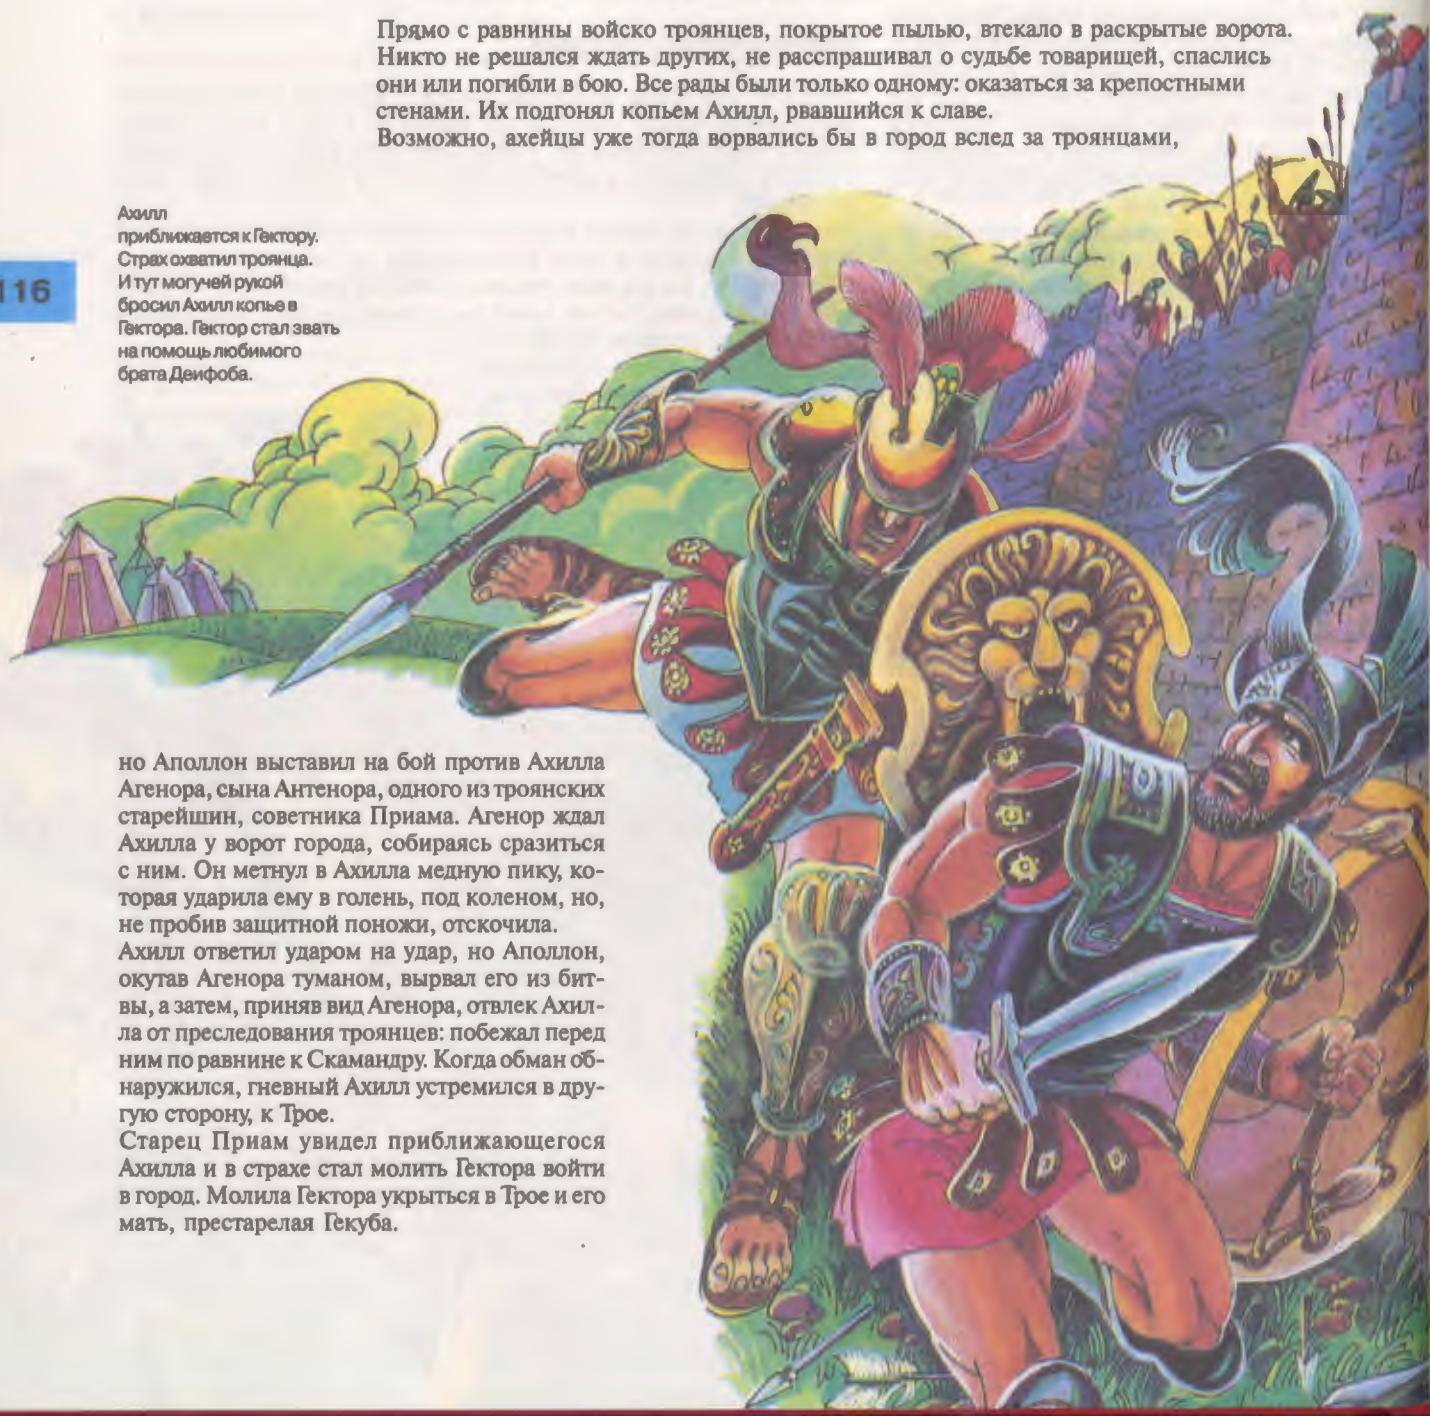 Прямо с равнины войско троянцев, покрытое пылью, втекало в раскрытые ворота.
Никто не решался ждать других, не расспрашивал о судьбе товарищей, спаслись
они или погибли в бою. Все рады были только одному: оказаться за крепостными
стенами. Их подгонял копьем Ахилл, рвавшийся к славе.
Возможно, ахейцы уже тогда ворвались бы в город вслед за троянцами,
Ахилл
приближается к Гектору.
Страх охватил троянца.
И тут могучей рукой
бросил Ахилл копье в
Гектора. Гектор стал звать
на помощь любимого
брата Деифоба.
116
но Аполлон выставил на бой против Ахилла
Агенора, сына Антенора, одного из троянских
старейшин, советника Приама. Агенор ждал
Ахилла у ворот города, собираясь сразиться
с ним. Он метнул в Ахилла медную пику, ко-
торая ударила ему в голень, под коленом, но,
не пробив защитной поножи, отскочила.
Ахилл ответил ударом на удар, но Аполлон,
окутав Агенора туманом, вырвал его из бит-
вы, а затем, приняв вид Агенора, отвлек Ахил-
ла от преследования троянцев: побежал перед
ним по равнине к Скамандру. Когда обман об-
наружился, гневный Ахилл устремился в дру-
гую сторону, к Трое.
Старец Приам увидел приближающегося
Ахилла и в страхе стал молить Гектора войти
в город. Молила Гектора укрыться в Трое и его
мать, престарелая Гекуба.